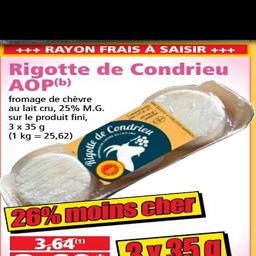 +++ RAYON FRAIS À SAISIR +++
Rigotte de Condrieu
AOP(b)
fromage de chèvre
au lait cru, 25% M.G.
sur le produit fini,
3 x 35 g
(1 kg = 25,62)
Rigotte de Condrieu
26% moins cher
3,64(1)
3 x 35 g